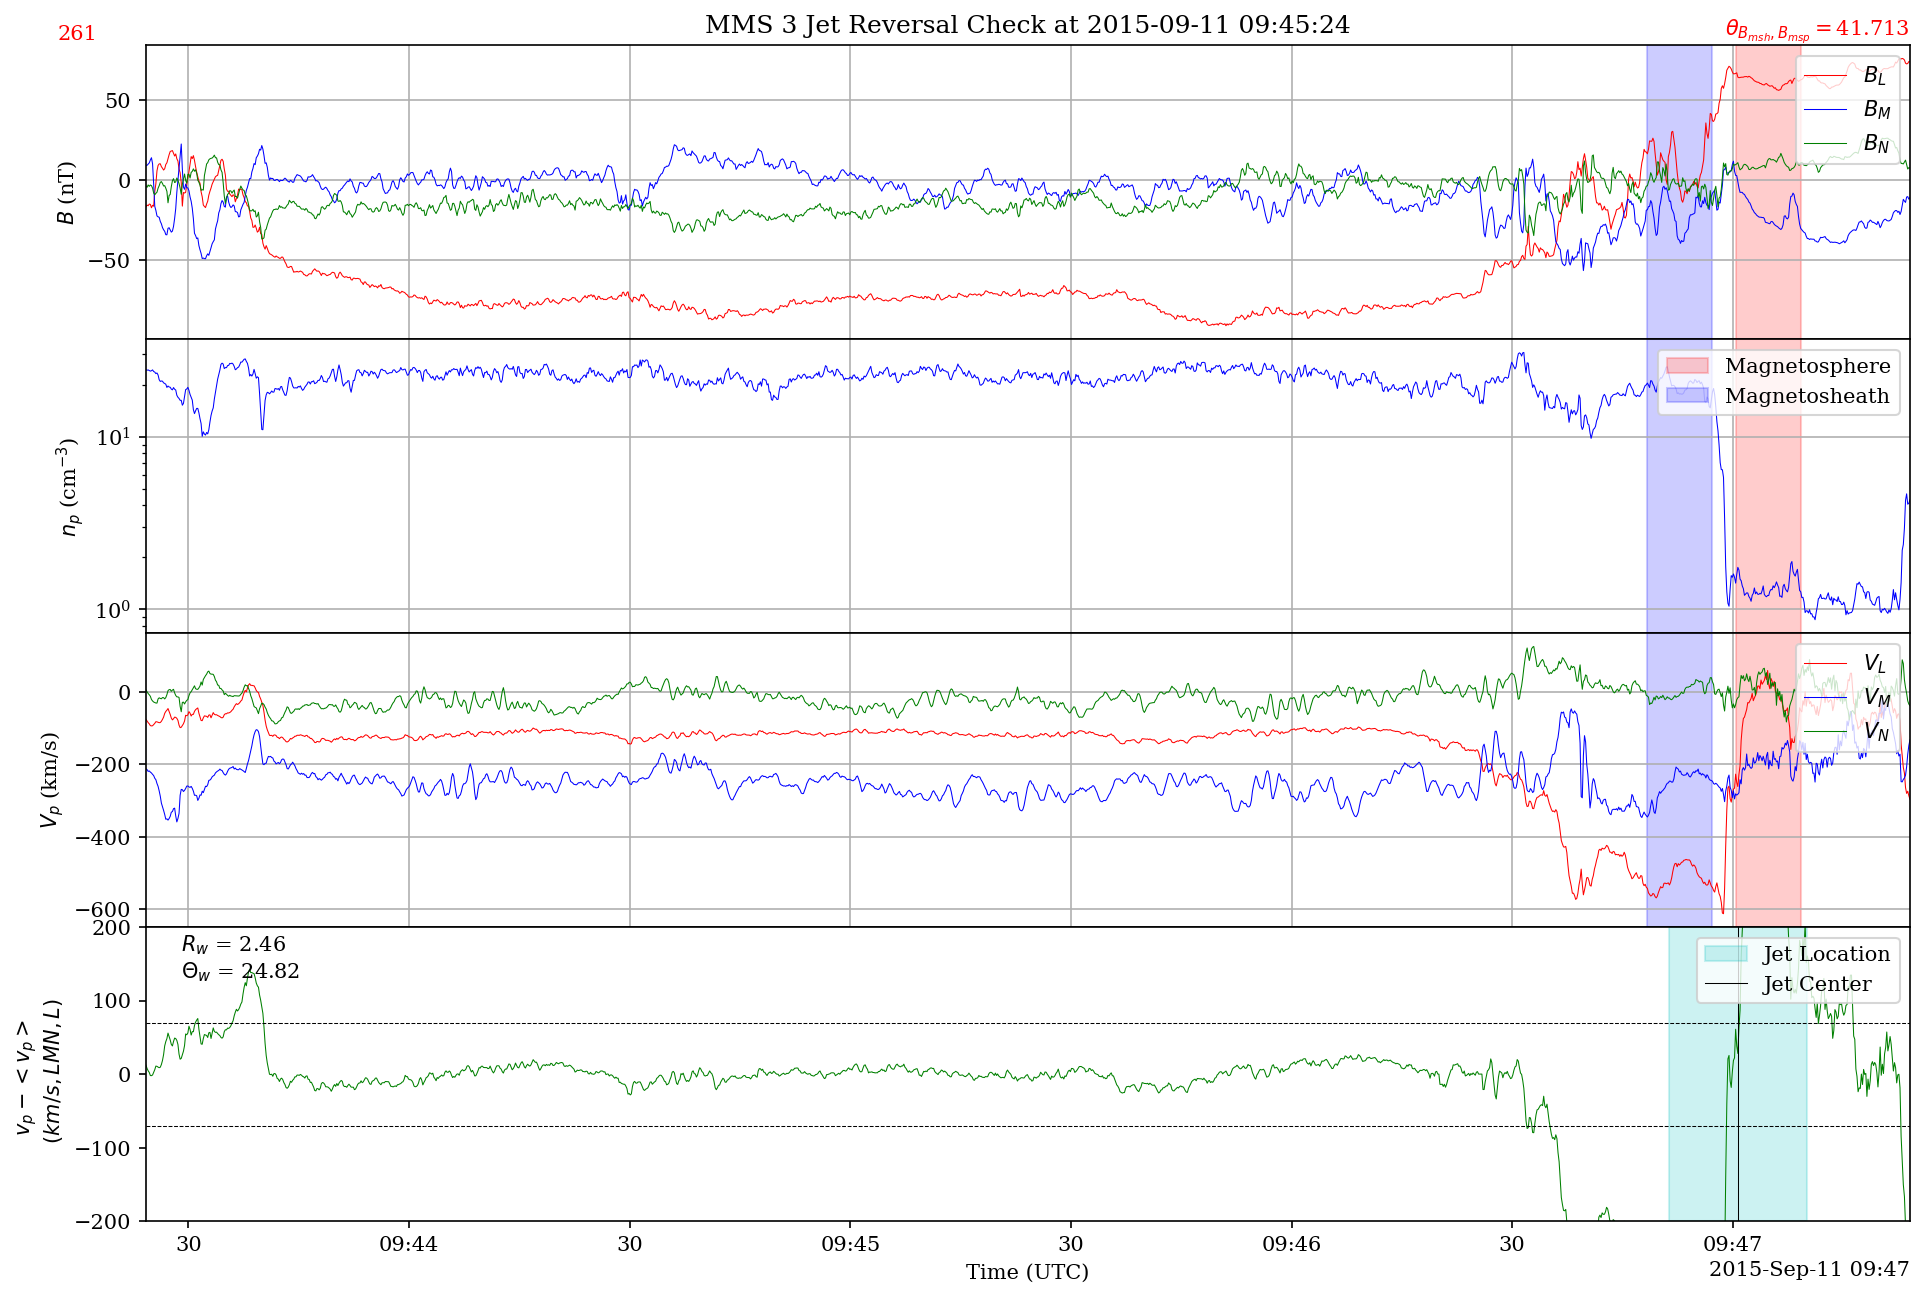 MMS 3 Jet Reversal Check at 2015-09-11 09:45:24
261
θ_{B_{msh}, B_{msp}} = 41.713
50
0
−50
B (nT)
B_L
B_M
B_N
10^1
10^0
n_p (cm^{−3})
Magnetosphere
Magnetosheath
0
−200
−400
−600
V_p (km/s)
V_L
V_M
V_N
200
100
0
−100
−200
v_p − <v_p>
(km/s, LMN, L)
R_w = 2.46
Θ_w = 24.82
Jet Location
Jet Center
30 09:44 30 09:45 30 09:46 30 09:47
Time (UTC)
2015-Sep-11 09:47